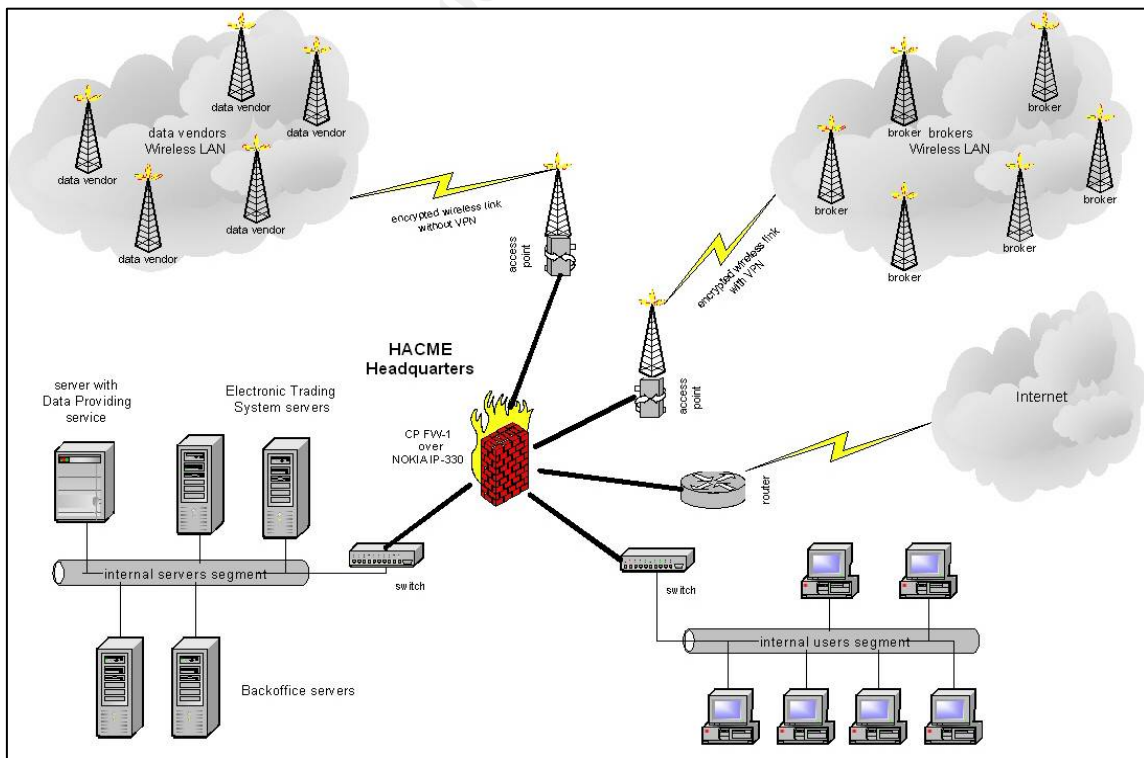 data vendor
data vendor
data vendors
Wireless LAN
data vendor
data vendor
data vendor
data vendor
broker
broker
brokers
Wireless LAN
broker
broker
broker
broker
encrypted wireless link
without VPN
access
point
encrypted wireless link
with VPN
access
point
HACME
Headquarters
server with
Data Providing
service
Electronic Trading
System servers
CP FW-1
over
NOKIA IP-330
Internet
router
internal servers segment
switch
switch
internal users segment
Backoffice servers